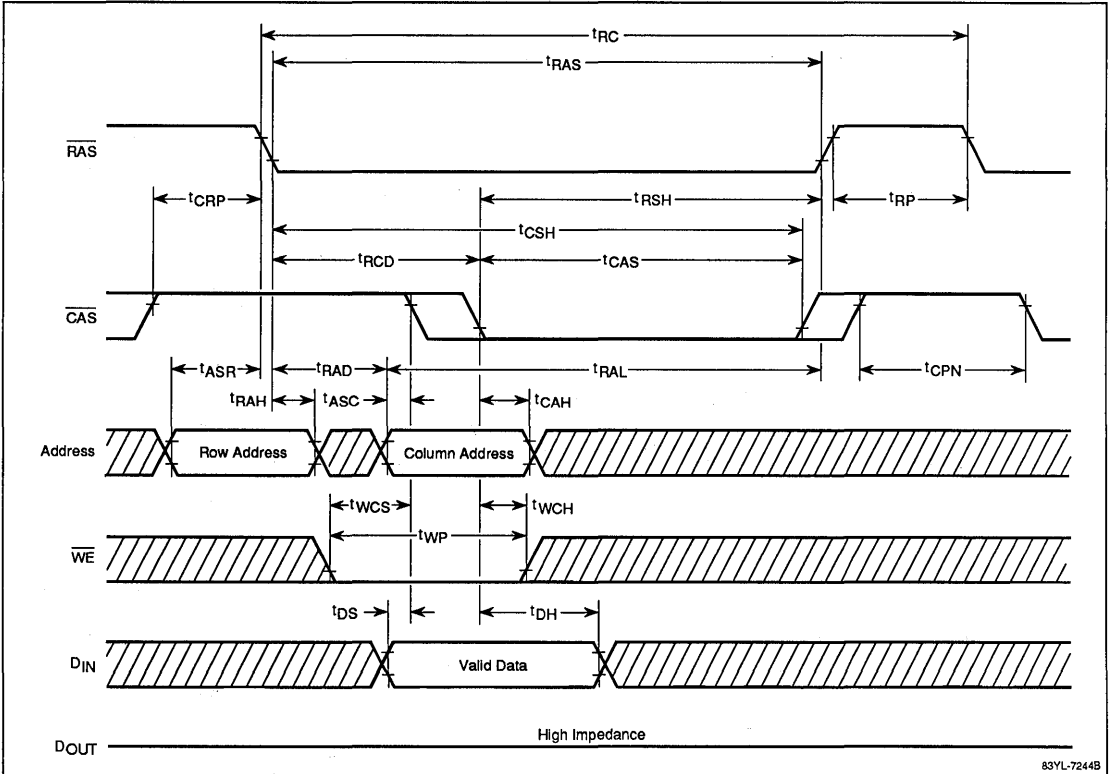 tRC
tRAS
RAS
tCRP
tRSH
tRP
tCSH
tRCD
tCAS
CAS
tASR
tRAD
tRAL
tCPN
tRAH
tASC
tCAH
Address
Row Address
Column Address
tWCS
tWCH
tWP
WE
tDS
tDH
DIN
Valid Data
High Impedance
DOUT
83YL-7244B